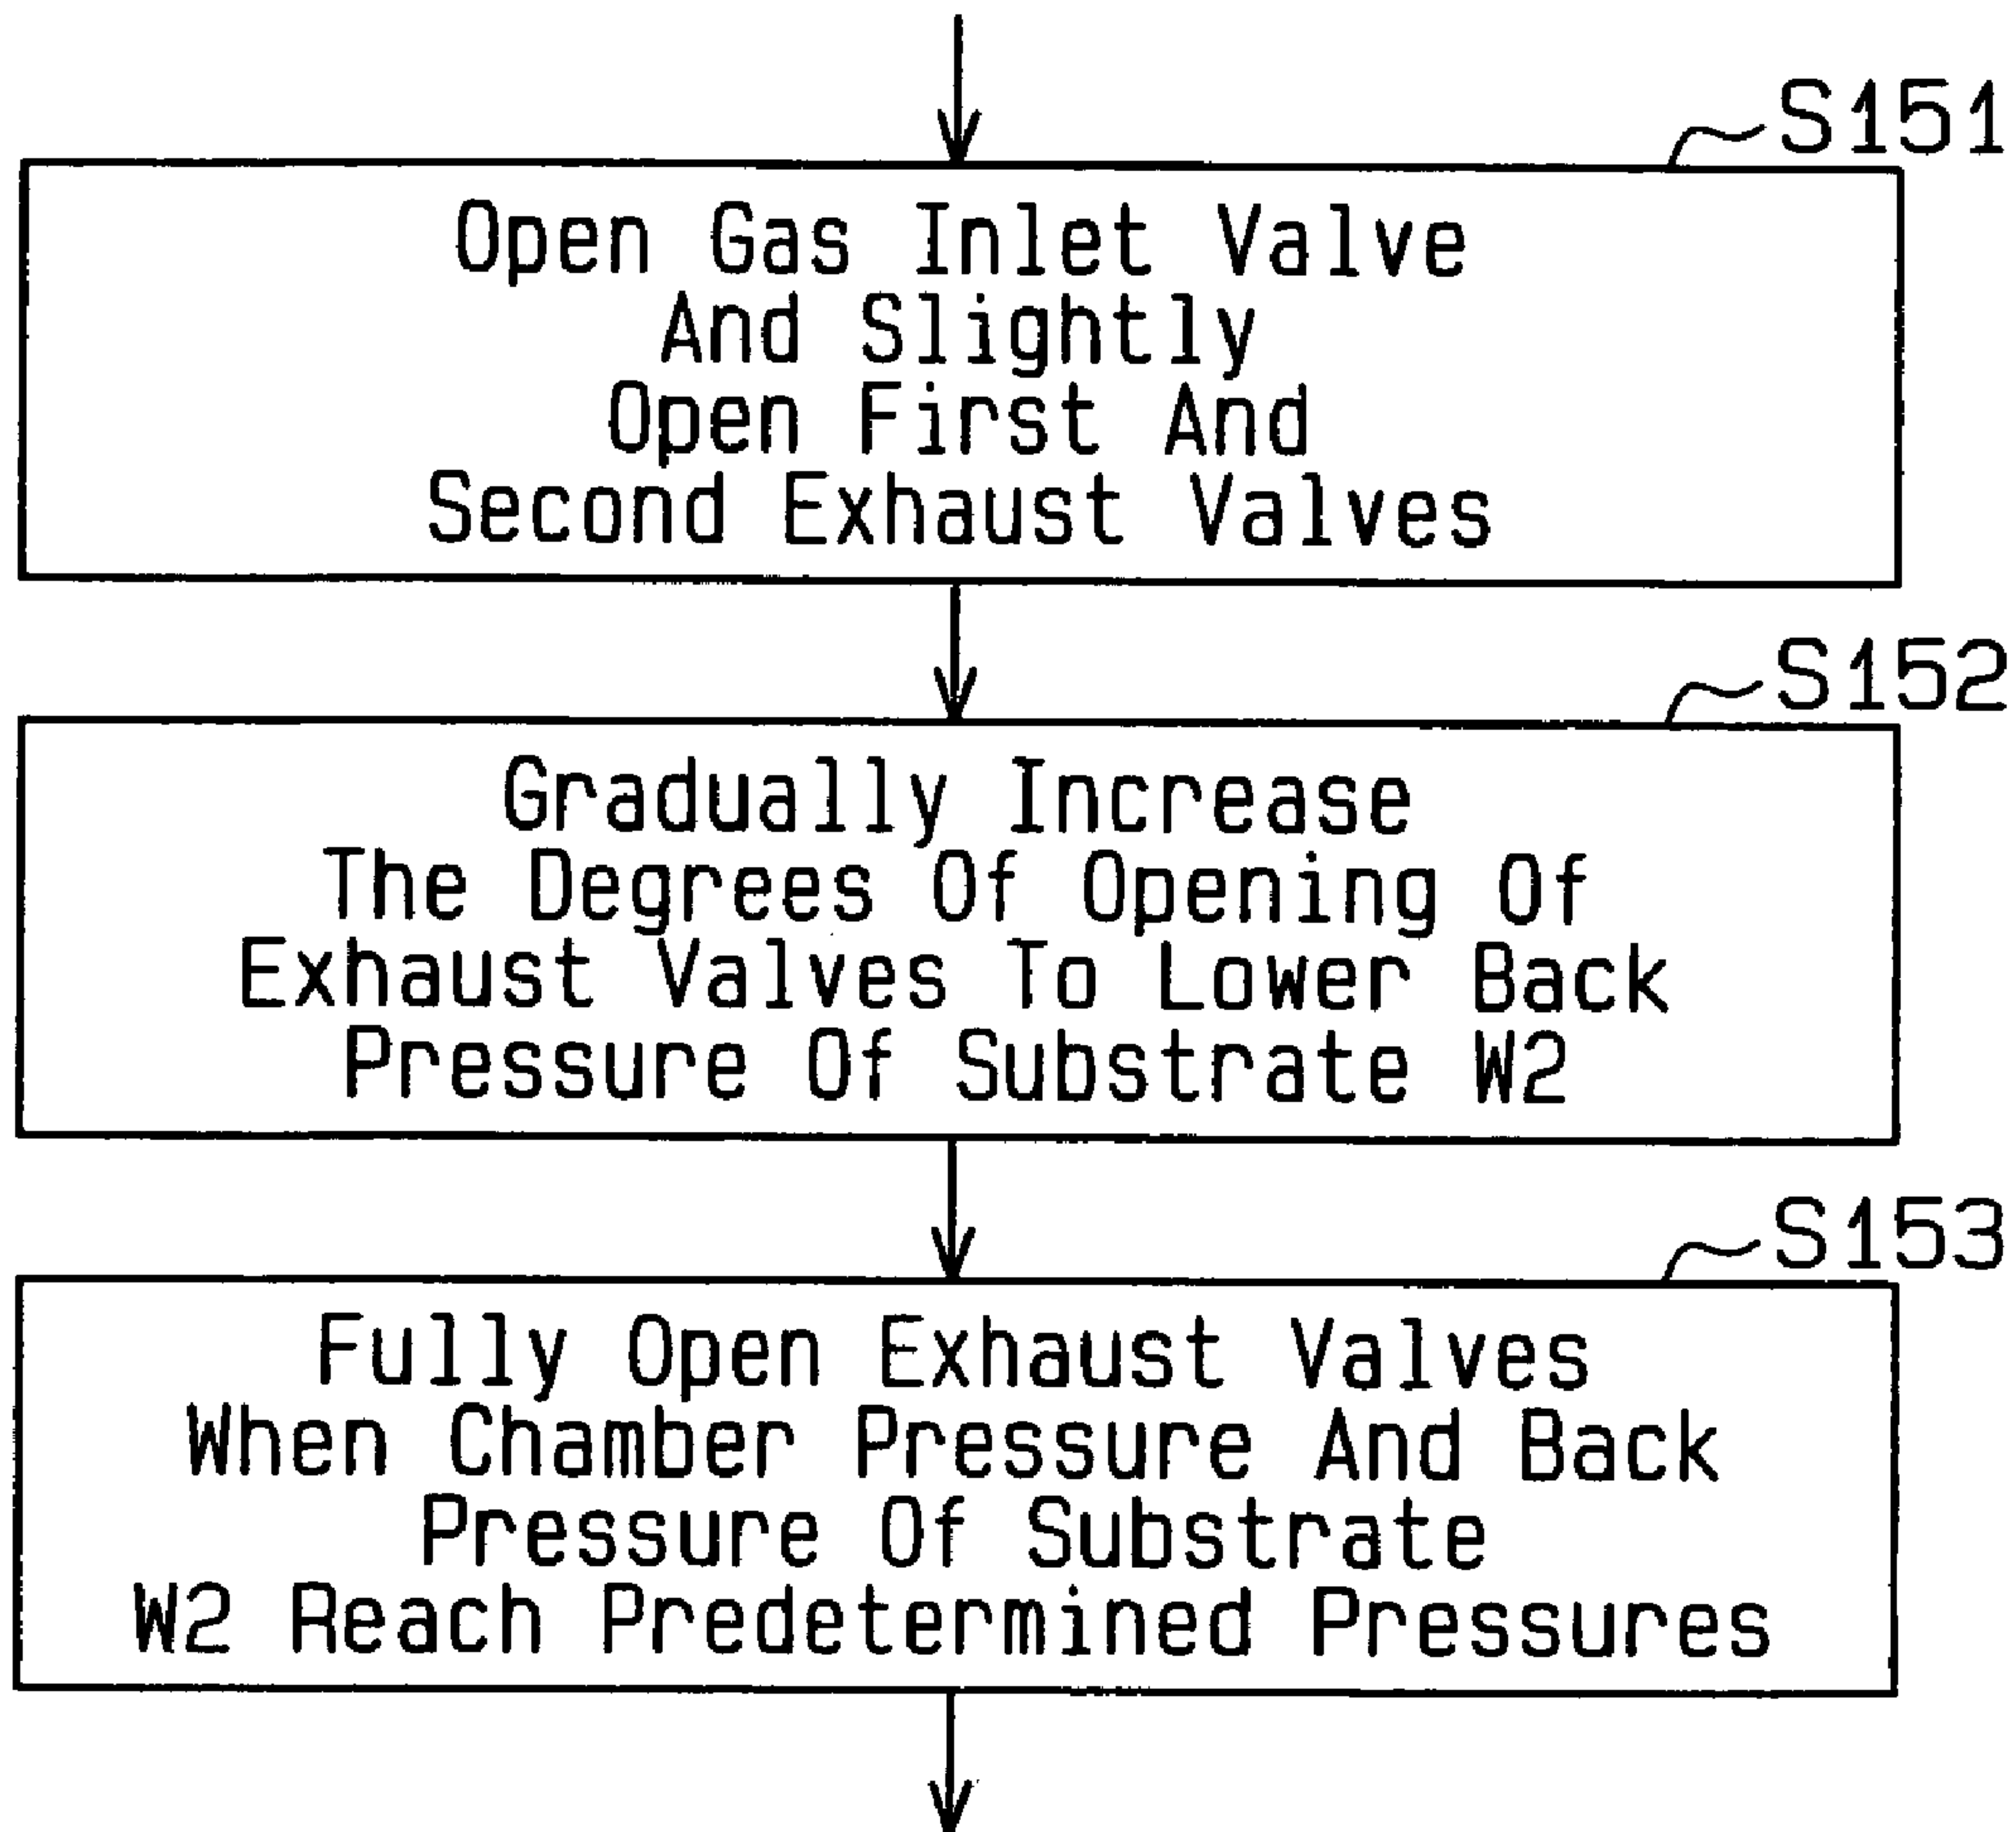 S151
Open Gas Inlet Valve
And Slightly
Open First And
Second Exhaust Valves
S152
Gradually Increase
The Degrees Of Opening Of
Exhaust Valves To Lower Back
Pressure Of Substrate W2
S153
Fully Open Exhaust Valves
When Chamber Pressure And Back
Pressure Of Substrate
W2 Reach Predetermined Pressures